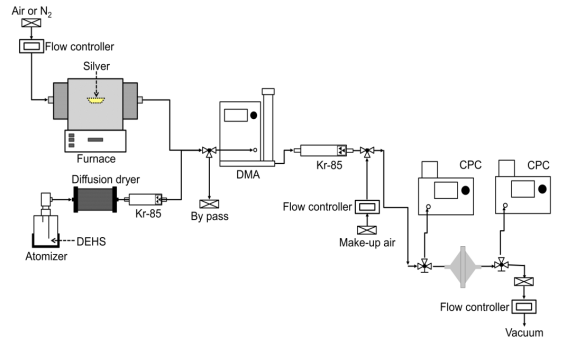 Air or N₂
Flow controller
Silver
Furnace
Diffusion dryer
Kr-85
DEHS
Atomizer
By pass
DMA
Kr-85
Flow controller
Make-up air
CPC
CPC
Flow controller
Vacuum